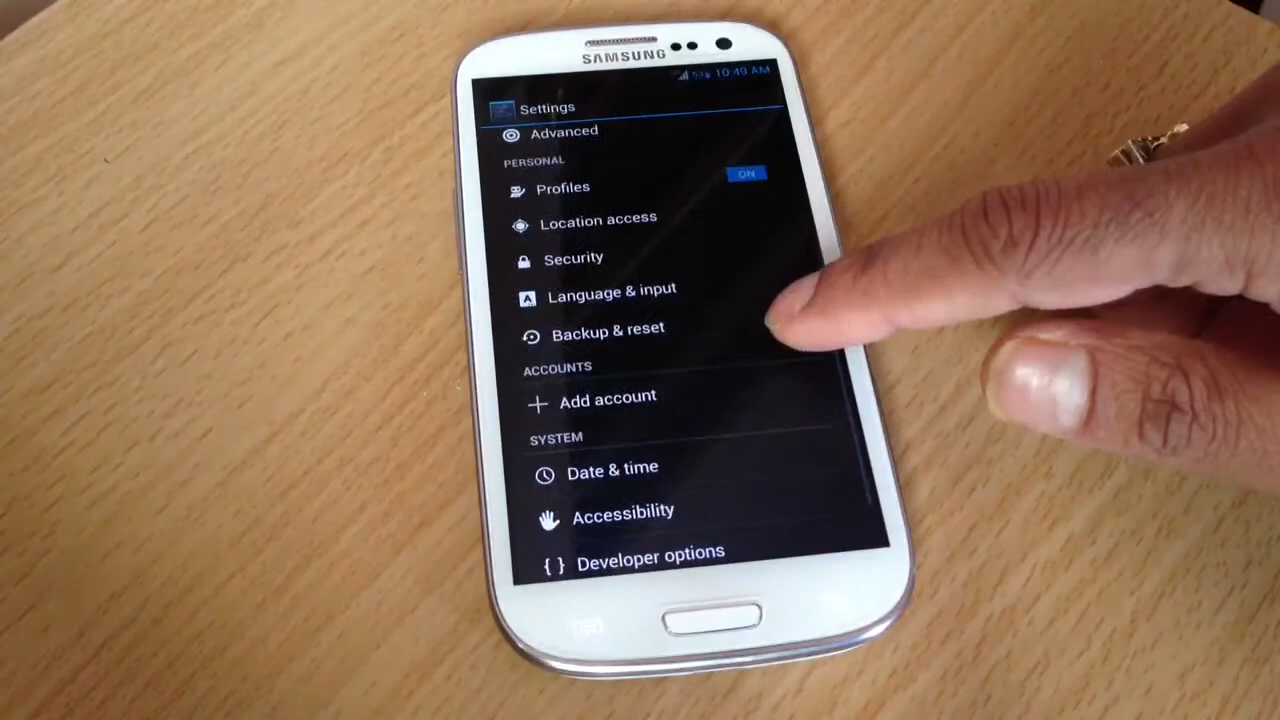 SAMSUNG
10:49 AM
Settings
Advanced
PERSONAL
Profiles
ON
Location access
Security
Language & input
A
Backup & reset
ACCOUNTS
Add account
SYSTEM
Date & time
Accessibility
{ } Developer options